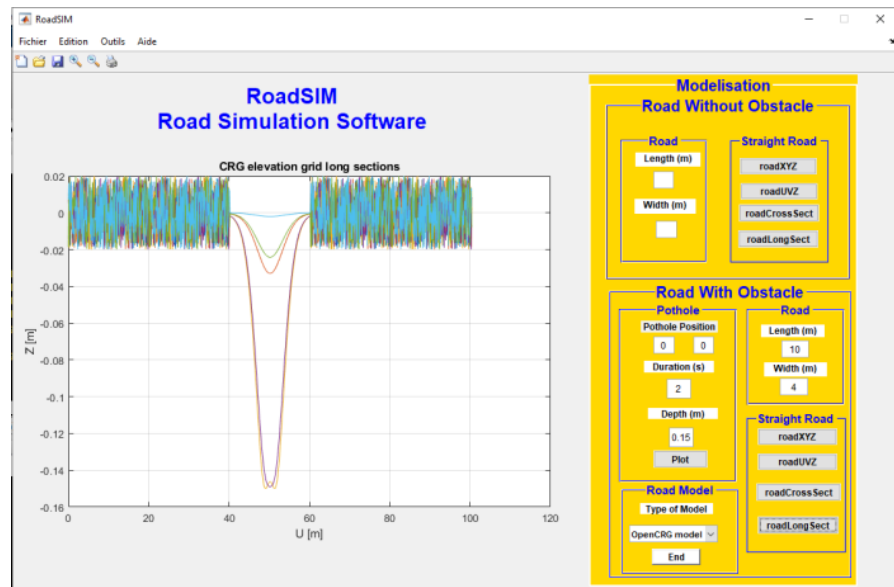 RoadSIM
Fichier Edition Outils Aide
RoadSIM
Road Simulation Software
CRG elevation grid long sections
0.02
0
-0.02
-0.04
-0.06
-0.08
-0.1
-0.12
-0.14
-0.16
Z [m]
0 20 40 60 80 100 120
U [m]
Modelisation
Road Without Obstacle
Road
Length (m)
Width (m)
Straight Road
roadXYZ
roadUVZ
roadCrossSect
roadLongSect
Road With Obstacle
Pothole
Pothole Position
0 0
Duration (s)
2
Depth (m)
0.15
Plot
Road
Length (m)
10
Width (m)
4
Straight Road
roadXYZ
roadUVZ
roadCrossSect
roadLongSect
Road Model
Type of Model
OpenCRG model
End